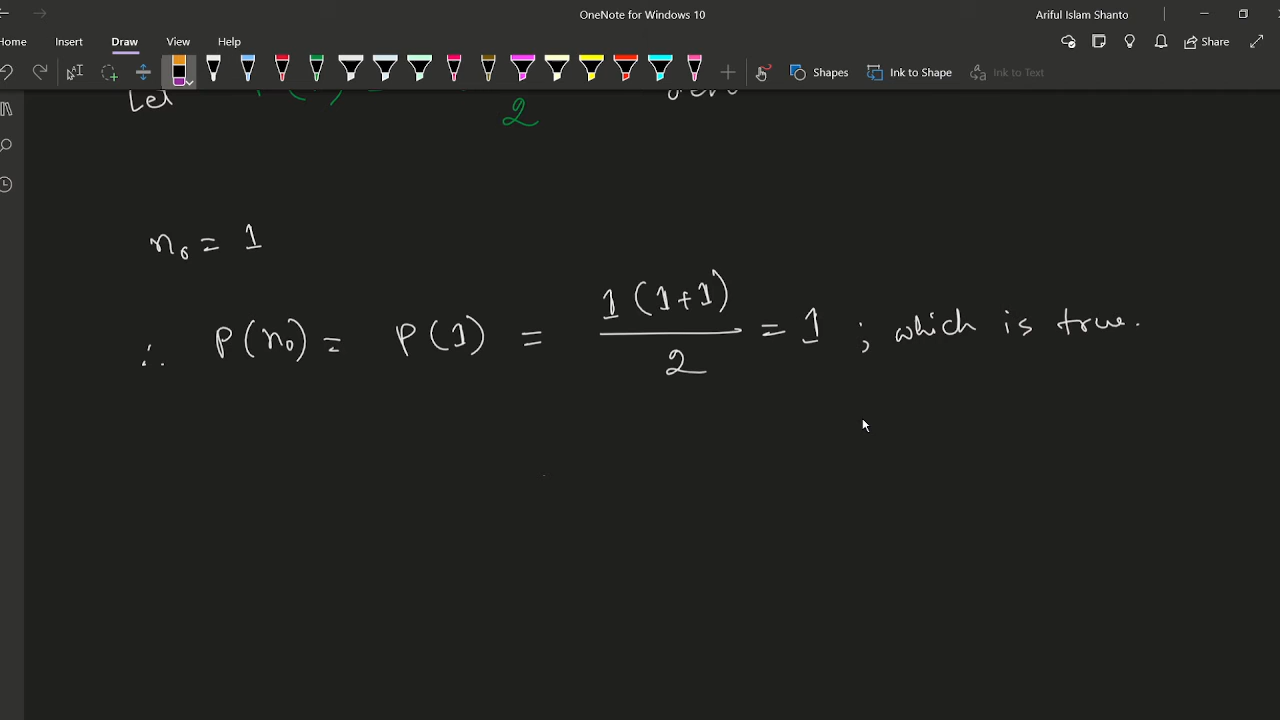 OneNote for Windows 10
Ariful Islam Shanto
Home Insert Draw View Help
Share
Shapes Ink to Shape Ink to Text
Let
2
n₀ = 1
∴ P(n₀) = P(1) = 1(1+1)/2 = 1 ; which is true.